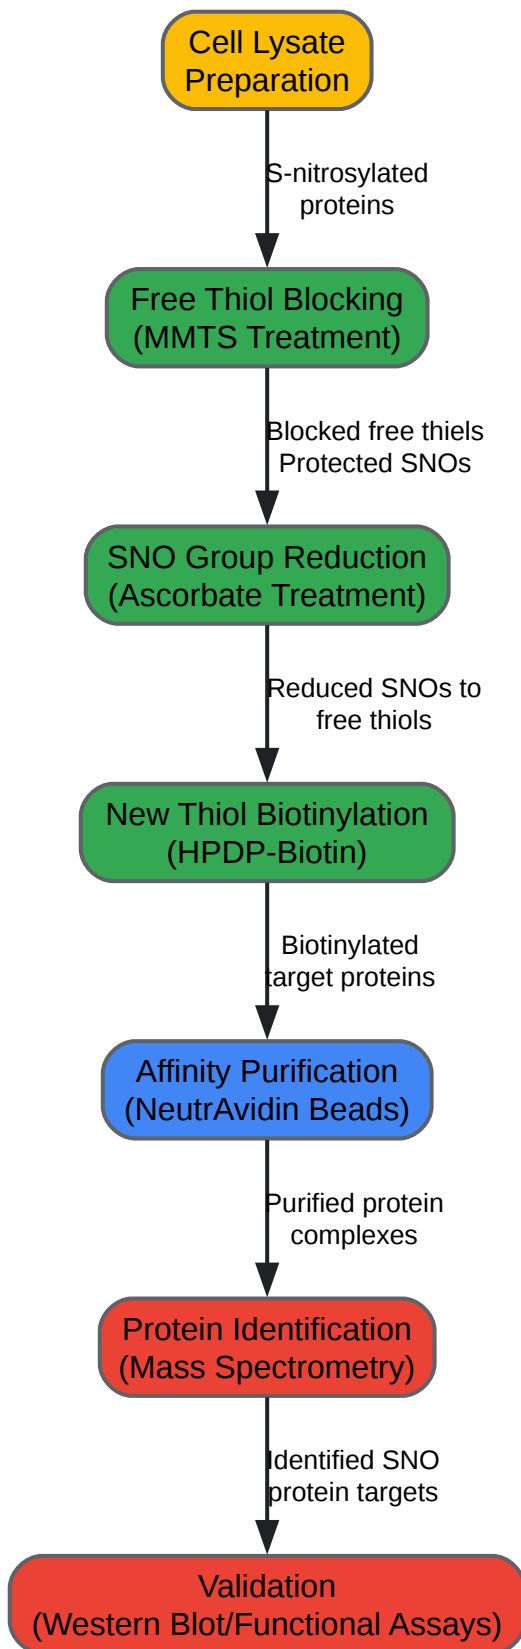 Cell Lysate
Preparation
S-nitrosylated
proteins
Free Thiol Blocking
(MMTS Treatment)
Blocked free thiels
Protected SNOs
SNO Group Reduction
(Ascorbate Treatment)
Reduced SNOs to
free thiols
New Thiol Biotinylation
(HPDP-Biotin)
Biotinylated
target proteins
Affinity Purification
(NeutrAvidin Beads)
Purified protein
complexes
Protein Identification
(Mass Spectrometry)
Identified SNO
protein targets
Validation
(Western Blot/Functional Assays)